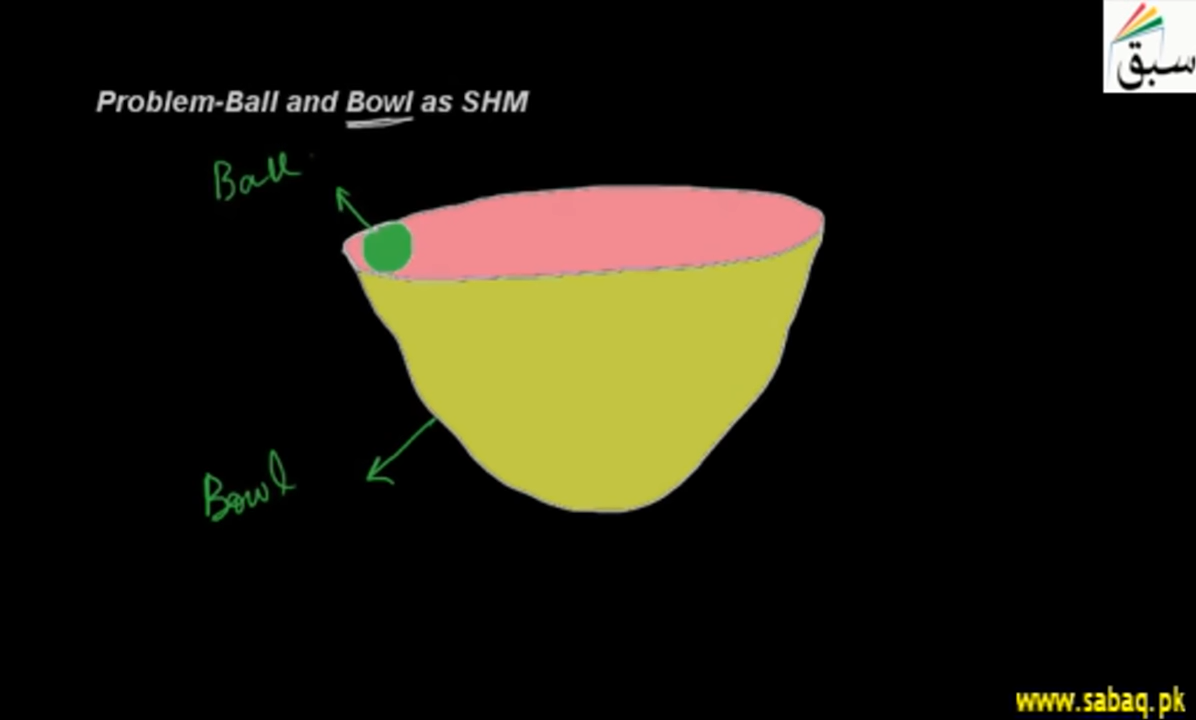 سبق
Problem-Ball and Bowl as SHM
Ball
Bowl
www.sabaq.pk